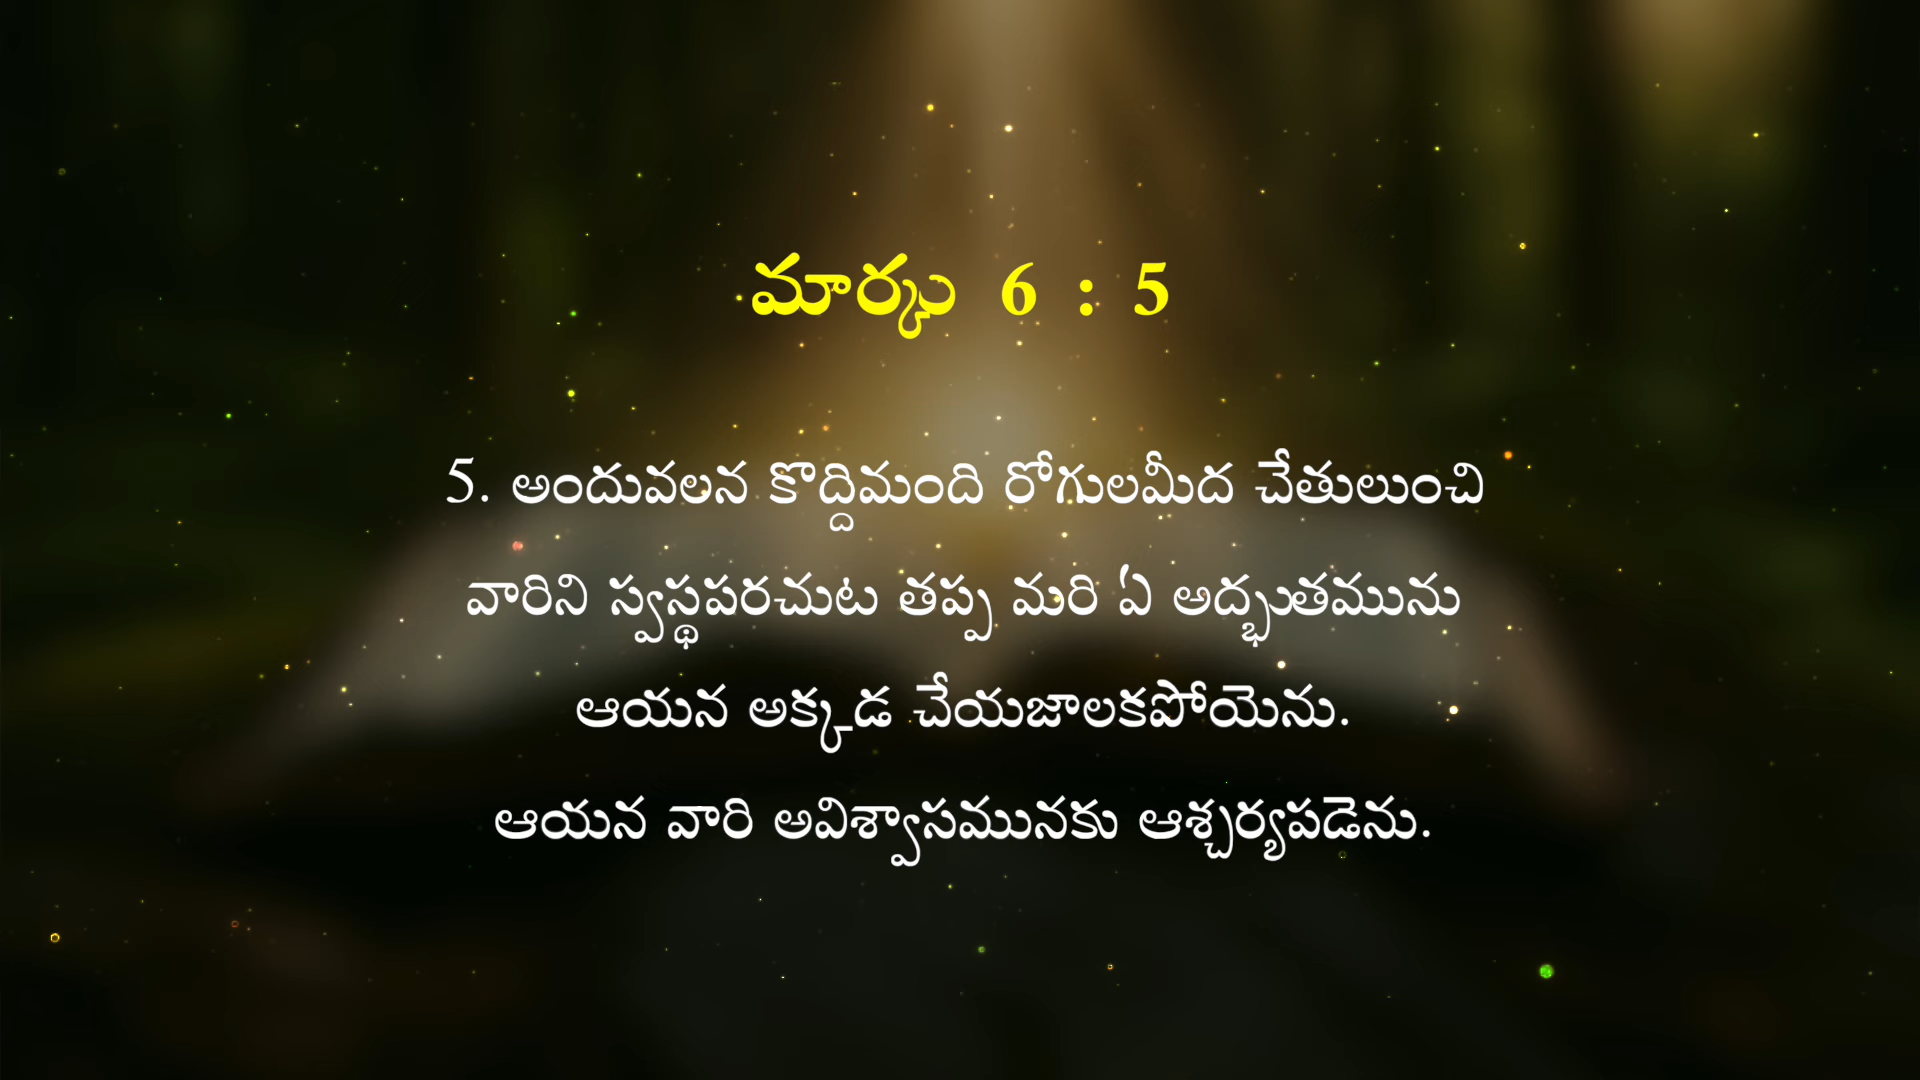 మార్కు 6 : 5
5. అందువలన కొద్దిమంది రోగులమీద చేతులుంచి
వారిని స్వస్థపరచుట తప్ప మరి ఏ అద్భుతమును
ఆయన అక్కడ చేయజాలకపోయెను.
ఆయన వారి అవిశ్వాసమునకు ఆశ్చర్యపడెను.